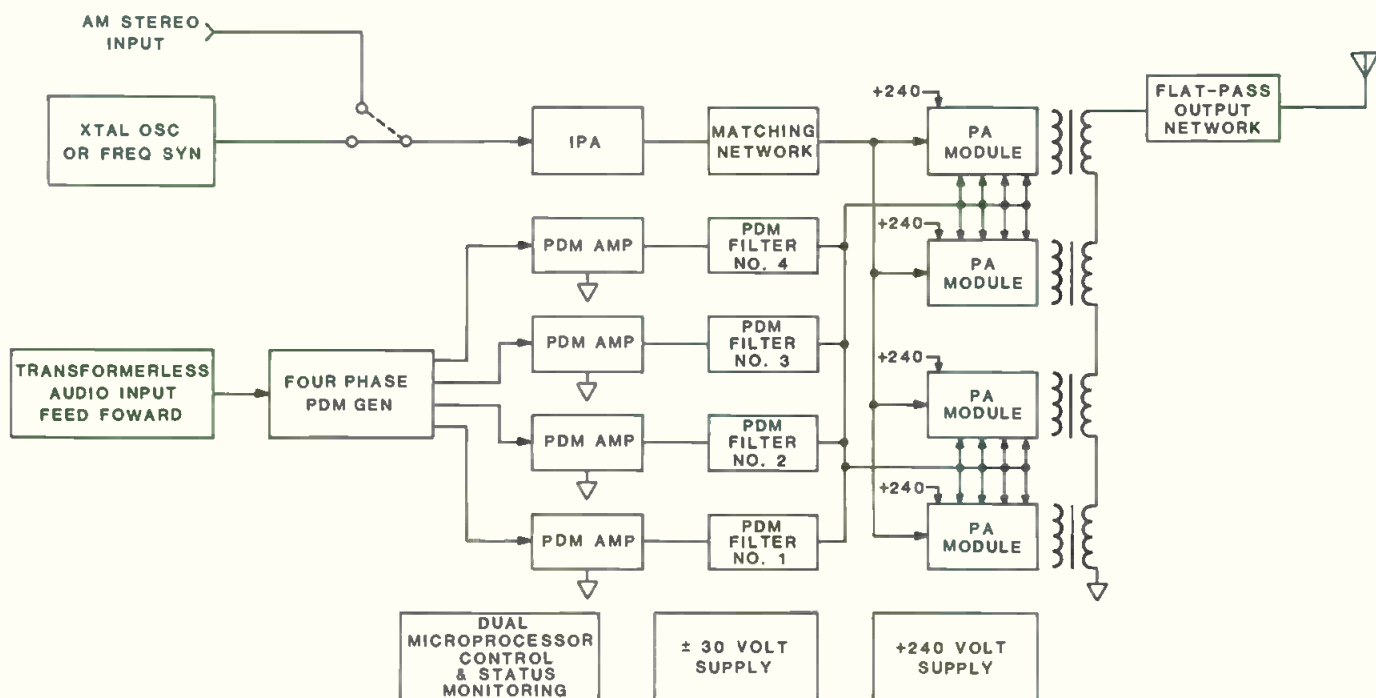 AM STEREO
INPUT
XTAL OSC
OR FREQ SYN
IPA
MATCHING
NETWORK
+240
PA
MODULE
FLAT-PASS
OUTPUT
NETWORK
PDM AMP
PDM
FILTER
NO. 4
+240
PA
MODULE
TRANSFORMERLESS
AUDIO INPUT
FEED FOWARD
FOUR PHASE
PDM GEN
PDM AMP
PDM
FILTER
NO. 3
+240
PA
MODULE
PDM AMP
PDM
FILTER
NO. 2
PDM AMP
PDM
FILTER
NO. 1
+240
PA
MODULE
DUAL
MICROPROCESSOR
CONTROL
& STATUS
MONITORING
± 30 VOLT
SUPPLY
+240 VOLT
SUPPLY